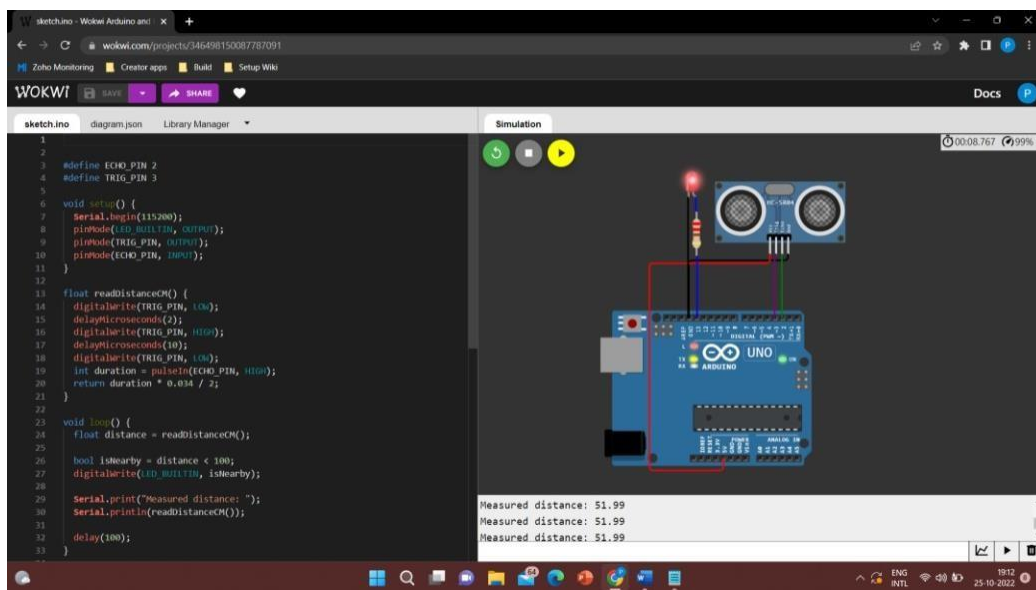 sketch.ino - Wokwi Arduino and
wokwi.com/projects/346498150087787091
Zoho Monitoring Creator apps Build Setup Wiki
WOKWi SAVE SHARE Docs P
sketch.ino diagram.json Library Manager
Simulation
00:08.767 99%
1
2
3 #define ECHO_PIN 2
4 #define TRIG_PIN 3
5
6 void setup() {
7 Serial.begin(115200);
8 pinMode(LED_BUILTIN, OUTPUT);
9 pinMode(TRIG_PIN, OUTPUT);
10 pinMode(ECHO_PIN, INPUT);
11 }
12
13 float readDistanceCM() {
14 digitalWrite(TRIG_PIN, LOW);
15 delayMicroseconds(2);
16 digitalWrite(TRIG_PIN, HIGH);
17 delayMicroseconds(10);
18 digitalWrite(TRIG_PIN, LOW);
19 int duration = pulseIn(ECHO_PIN, HIGH);
20 return duration * 0.034 / 2;
21 }
22
23 void loop() {
24 float distance = readDistanceCM();
25
26 bool isNearby = distance < 100;
27 digitalWrite(LED_BUILTIN, isNearby);
28
29 Serial.print("Measured distance: ");
30 Serial.println(readDistanceCM());
31
32 delay(100);
33 }
HC-SR04
DIGITAL (PWM ~)
UNO
ARDUINO
L
TX
RX
ON
POWER
ANALOG IN
Measured distance: 51.99
Measured distance: 51.99
Measured distance: 51.99
64
ENG
INTL
19:12
25-10-2022